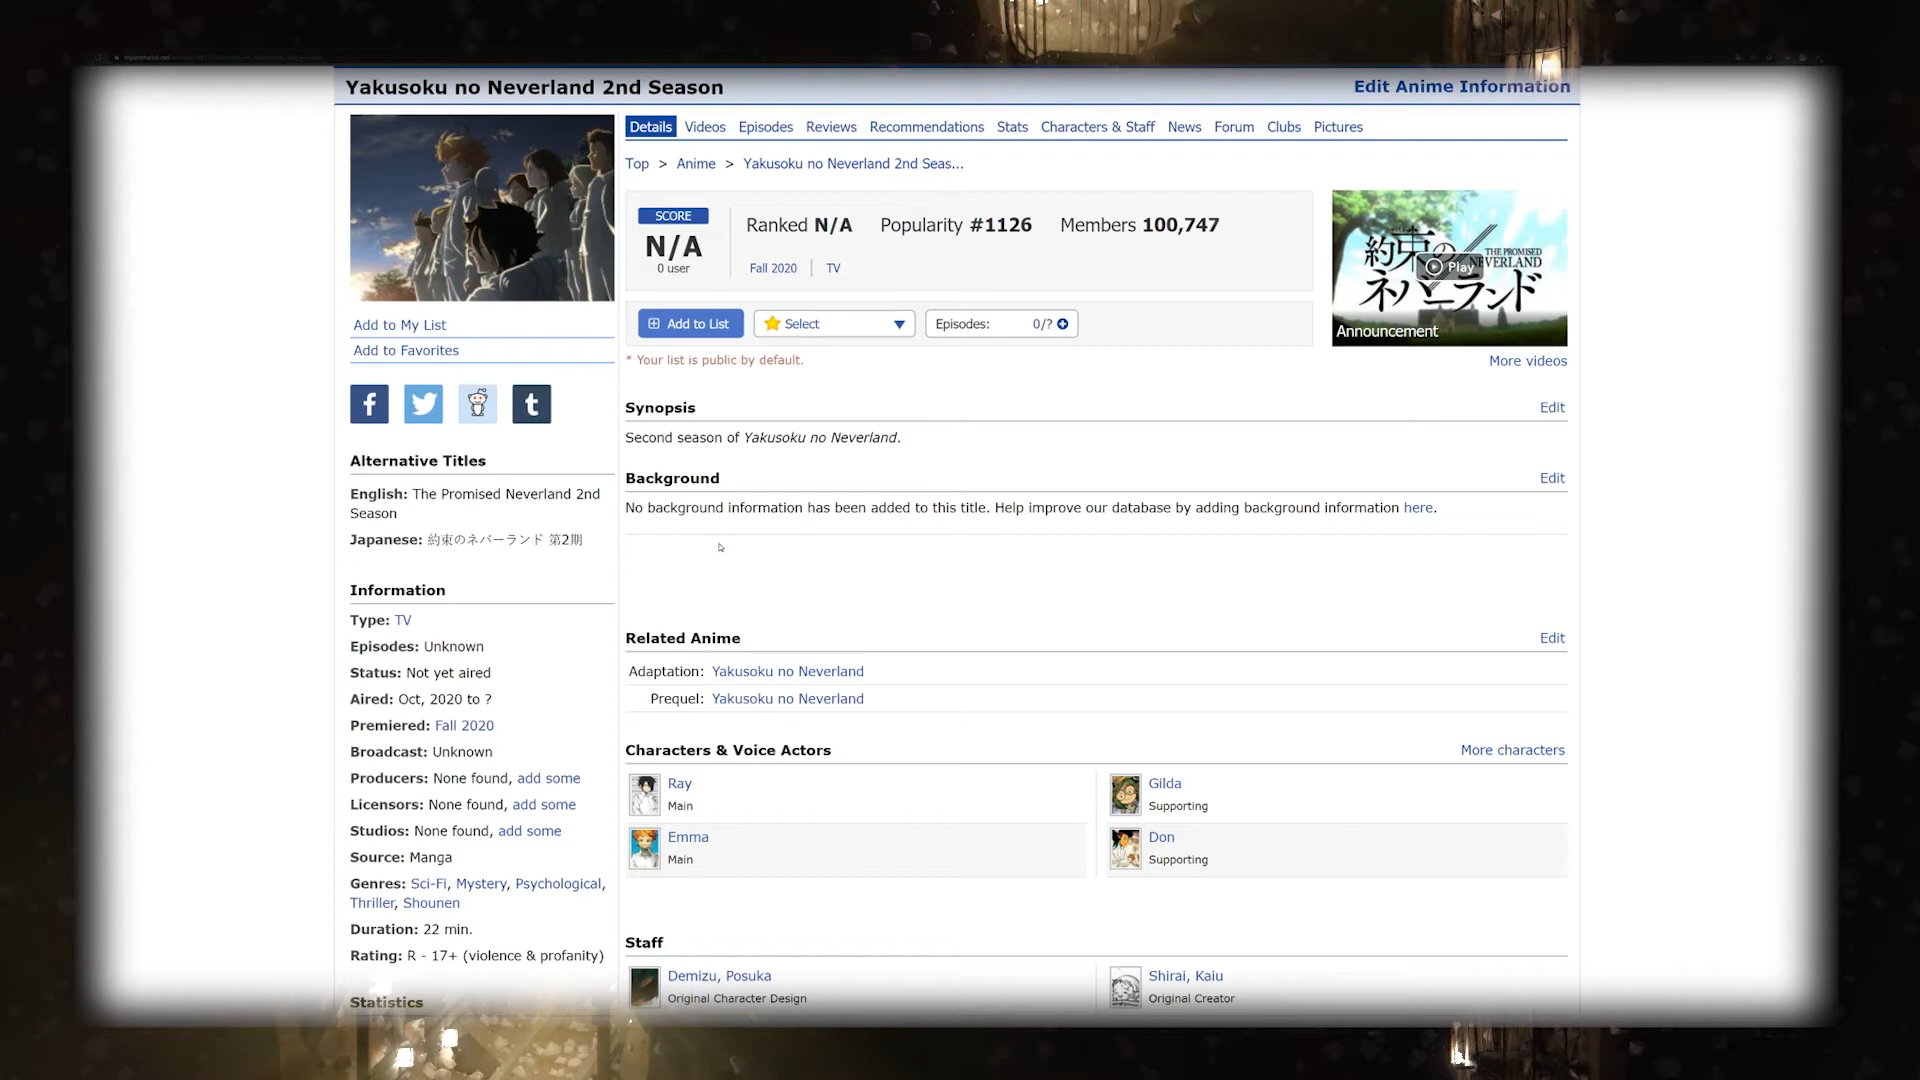 Yakusoku no Neverland 2nd Season
Edit Anime Information
Details Videos Episodes Reviews Recommendations Stats Characters & Staff News Forum Clubs Pictures
Top > Anime > Yakusoku no Neverland 2nd Seas...
SCORE
N/A
0 user
Ranked N/A Popularity #1126 Members 100,747
Fall 2020 TV
Add to List
Select
Episodes: 0/?
* Your list is public by default.
約束の
ネバーランド
THE PROMISED
NEVERLAND
Play
Announcement
More videos
Add to My List
Add to Favorites
Alternative Titles
English: The Promised Neverland 2nd
Season
Japanese: 約束のネバーランド 第2期
Information
Type: TV
Episodes: Unknown
Status: Not yet aired
Aired: Oct, 2020 to ?
Premiered: Fall 2020
Broadcast: Unknown
Producers: None found, add some
Licensors: None found, add some
Studios: None found, add some
Source: Manga
Genres: Sci-Fi, Mystery, Psychological,
Thriller, Shounen
Duration: 22 min.
Rating: R - 17+ (violence & profanity)
Statistics
Synopsis Edit
Second season of Yakusoku no Neverland.
Background Edit
No background information has been added to this title. Help improve our database by adding background information here.
Related Anime Edit
Adaptation: Yakusoku no Neverland
Prequel: Yakusoku no Neverland
Characters & Voice Actors More characters
Ray
Main
Gilda
Supporting
Emma
Main
Don
Supporting
Staff
Demizu, Posuka
Original Character Design
Shirai, Kaiu
Original Creator